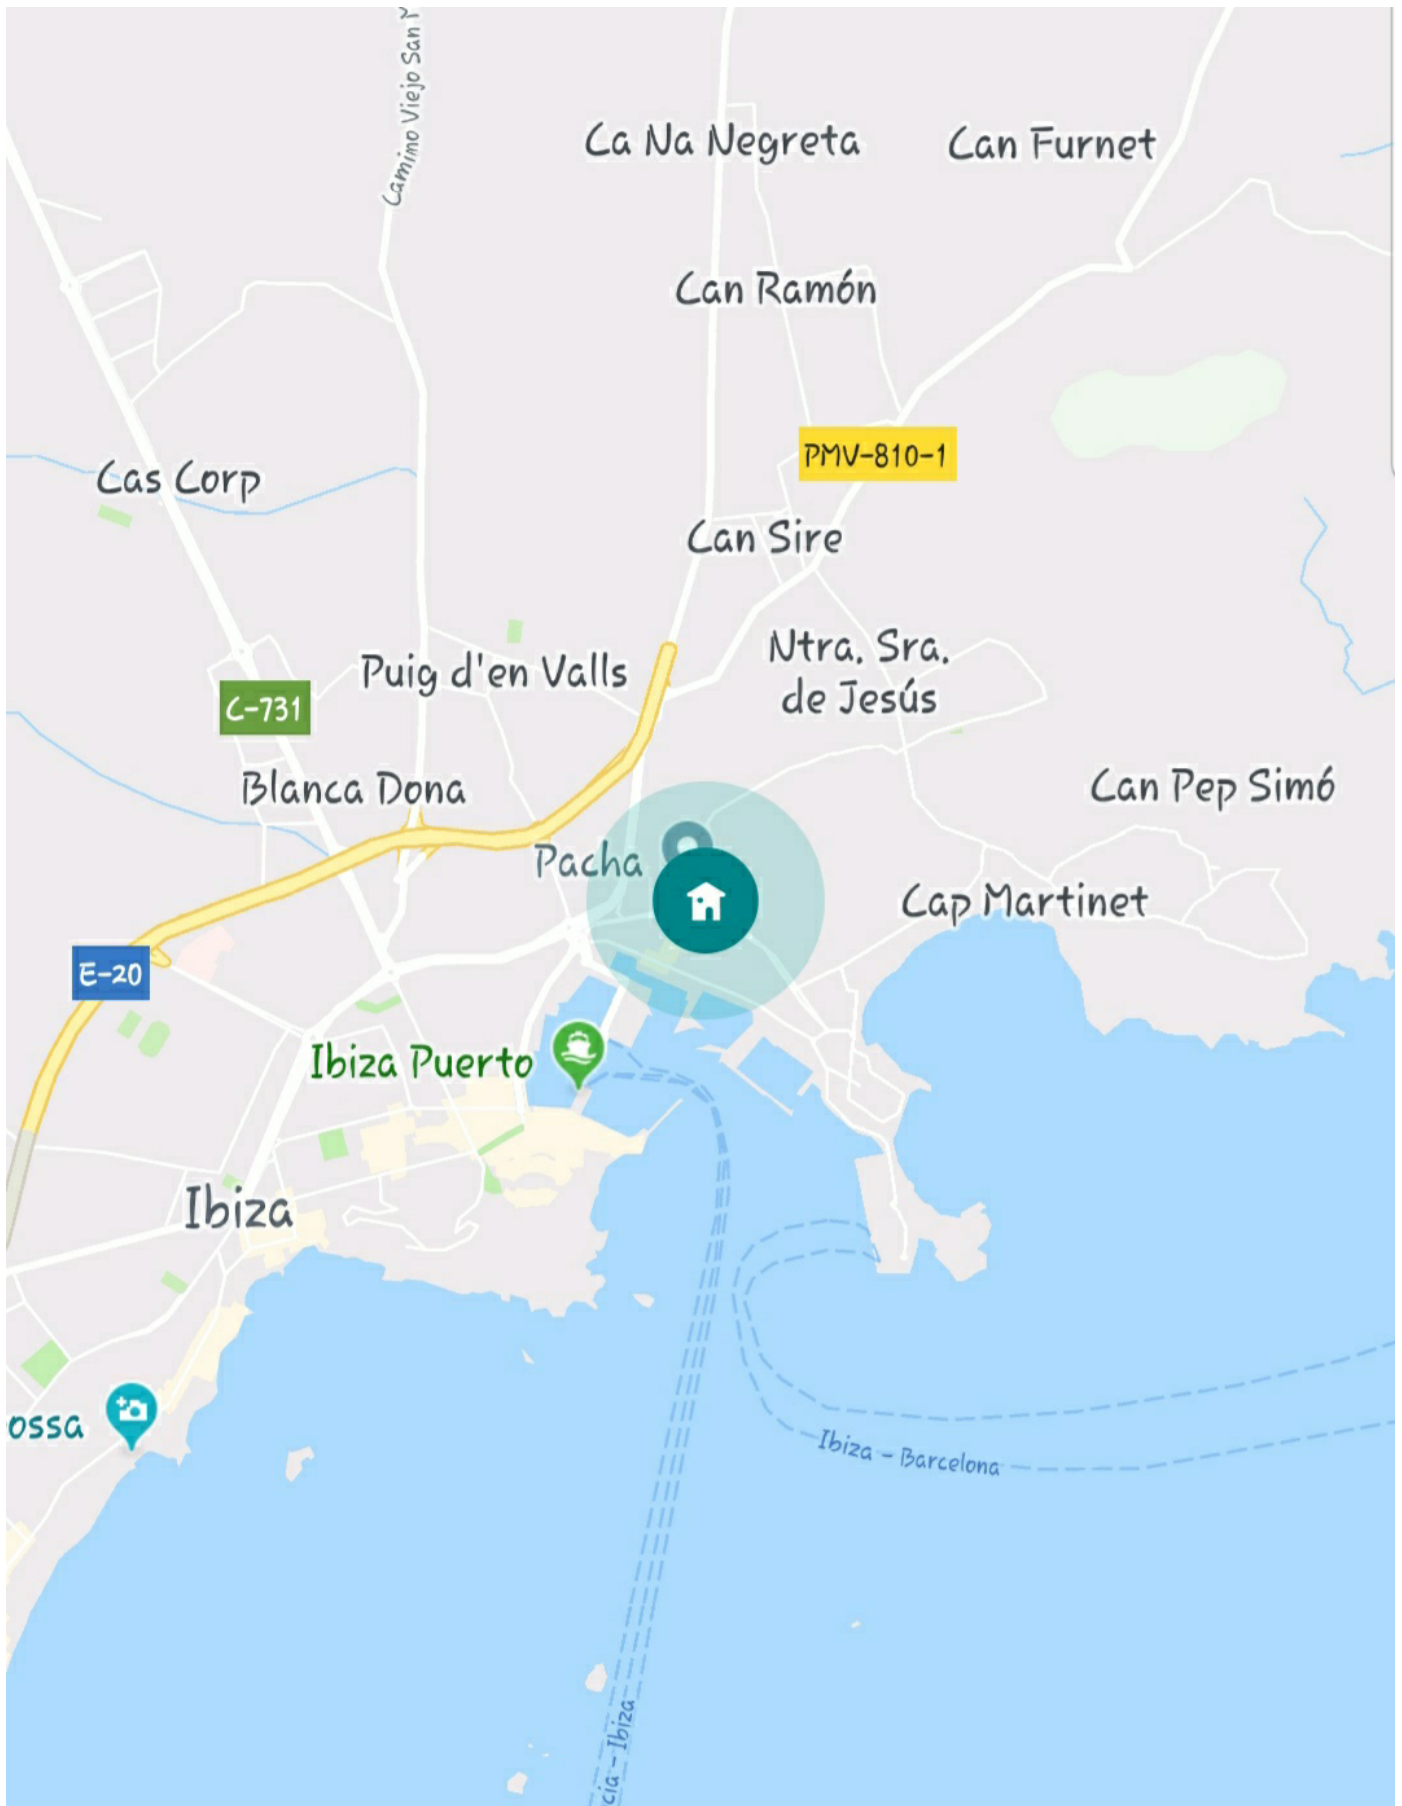 Camino Viejo San M
Ca Na Negreta
Can Furnet
Can Ramón
PMV-810-1
Cas Corp
Can Sire
Ntra. Sra.
de Jesús
Puig d'en Valls
C-731
Blanca Dona
Can Pep Simó
Pacha
Cap Martinet
E-20
Ibiza Puerto
Ibiza
ossa
Ibiza - Barcelona
cia - Ibiza